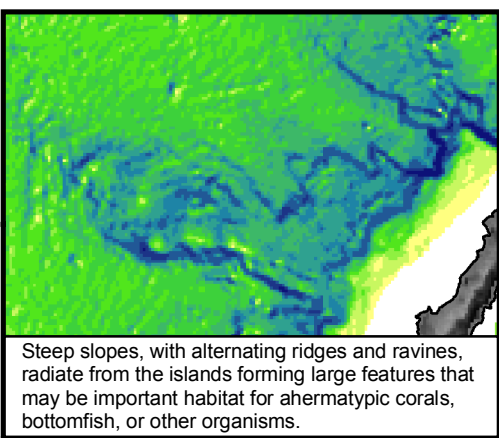 Steep slopes, with alternating ridges and ravines,
radiate from the islands forming large features that
may be important habitat for ahermatypic corals,
bottomfish, or other organisms.